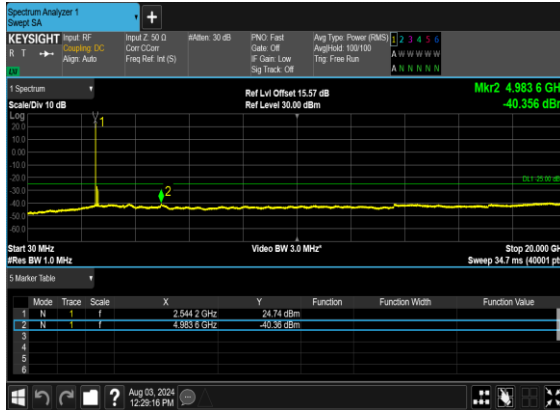 Spectrum Analyzer 1
Swept SA
+
KEYSIGHT Input: RF Input Z: 50 Ω #Atten: 30 dB PNO: Fast Avg Type: Power (RMS) 1 2 3 4 5 6
R T Coupling: DC Corr CCorr Gate: Off Avg|Hold: 100/100 A W W W W W
Align: Auto Freq Ref: Int (S) IF Gain: Low Trig: Free Run
Sig Track: Off A N N N N N
1 Spectrum
Ref Lvl Offset 15.57 dB Mkr2 4.983 6 GH
Scale/Div 10 dB Ref Level 30.00 dBm -40.356 dBr
Log
1
20.0
10.0
0.00
-10.0
-20.0
DL1 -25.00 dB
-30.0
2
-40.0
-50.0
-60.0
Start 30 MHz Video BW 3.0 MHz* Stop 20.000 GH
#Res BW 1.0 MHz Sweep 34.7 ms (40001 pt
5 Marker Table
Mode Trace Scale X Y Function Function Width Function Value
1 N 1 f 2.544 2 GHz 24.74 dBm
2 N 1 f 4.983 6 GHz -40.36 dBm
3
4
5
6
? Aug 03, 2024
12:29:16 PM